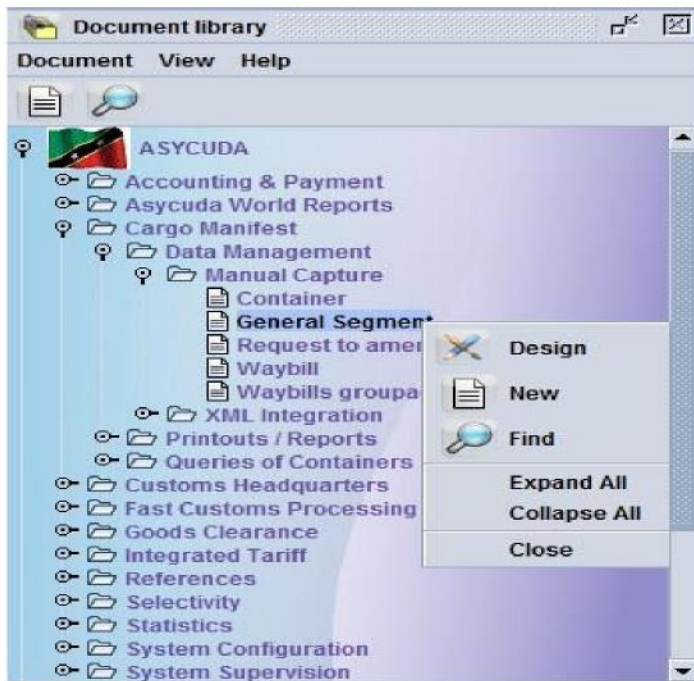 Document library
Document View Help
ASYCUDA
Accounting & Payment
Asycuda World Reports
Cargo Manifest
Data Management
Manual Capture
Container
General Segment
Request to amen
Waybill
Waybills groupa
XML Integration
Printouts / Reports
Queries of Containers
Customs Headquarters
Fast Customs Processing
Goods Clearance
Integrated Tariff
References
Selectivity
Statistics
System Configuration
System Supervision
Design
New
Find
Expand All
Collapse All
Close